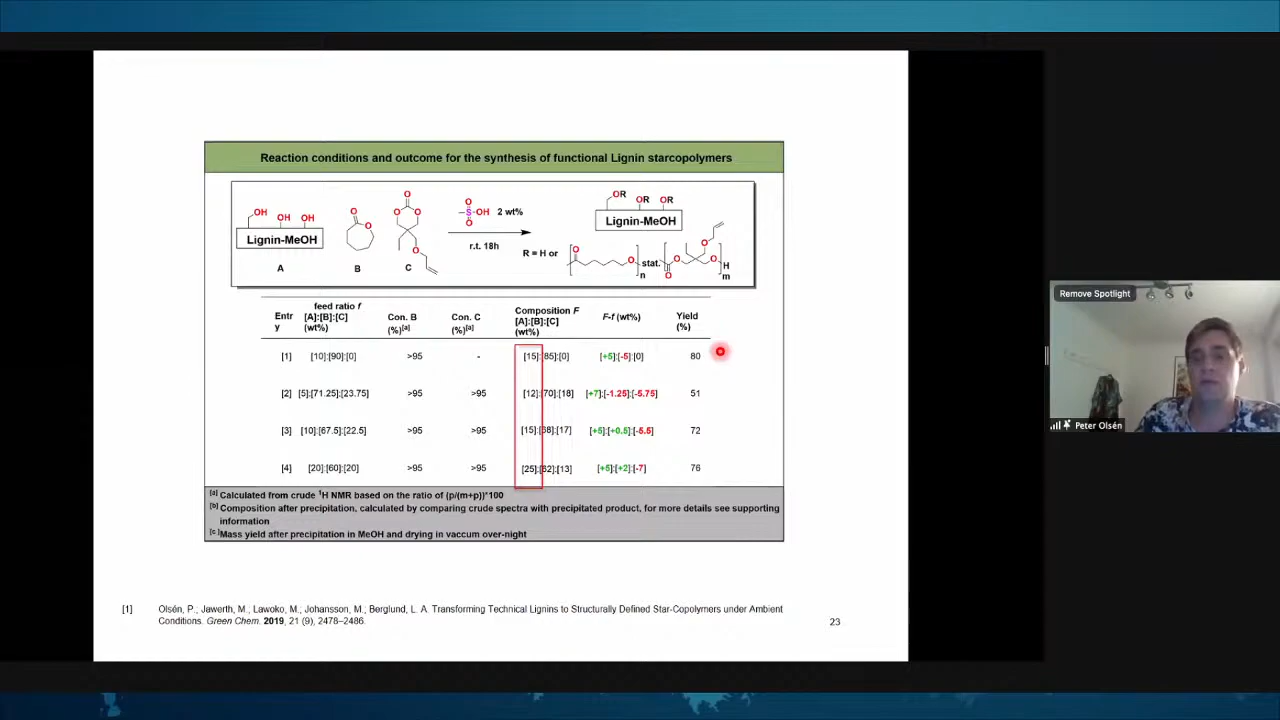 Reaction conditions and outcome for the synthesis of functional Lignin starcopolymers
OH OH OH
Lignin-MeOH
A
O O
B
O O O O
C
O S OH O 2 wt%
r.t. 18h
OR OR OR
Lignin-MeOH
R = H or
O O n stat. O O O O H m
Entr
y
feed ratio f
[A]:[B]:[C]
(wt%)
Con. B
(%)[a]
Con. C
(%)[a]
Composition F
[A]:[B]:[C]
(wt%)
F-f (wt%)
Yield
(%)
[1] [10]:[90]:[0] >95 - [15]:[85]:[0] [+5]:[-5]:[0] 80
[2] [5]:[71.25]:[23.75] >95 >95 [12]:[70]:[18] [+7]:[-1.25]:[-5.75] 51
[3] [10]:[67.5]:[22.5] >95 >95 [15]:[68]:[17] [+5]:[+0.5]:[-5.5] 72
[4] [20]:[60]:[20] >95 >95 [25]:[62]:[13] [+5]:[+2]:[-7] 76
[a] Calculated from crude 1H NMR based on the ratio of (p/(m+p))*100
[b] Composition after precipitation, calculated by comparing crude spectra with precipitated product, for more details see supporting
information
[c] Mass yield after precipitation in MeOH and drying in vaccum over-night
[1] Olsén, P.; Jawerth, M.; Lawoko, M.; Johansson, M.; Berglund, L. A. Transforming Technical Lignins to Structurally Defined Star-Copolymers under Ambient
Conditions. Green Chem. 2019, 21 (9), 2478–2486.
23
Remove Spotlight
Peter Olsén